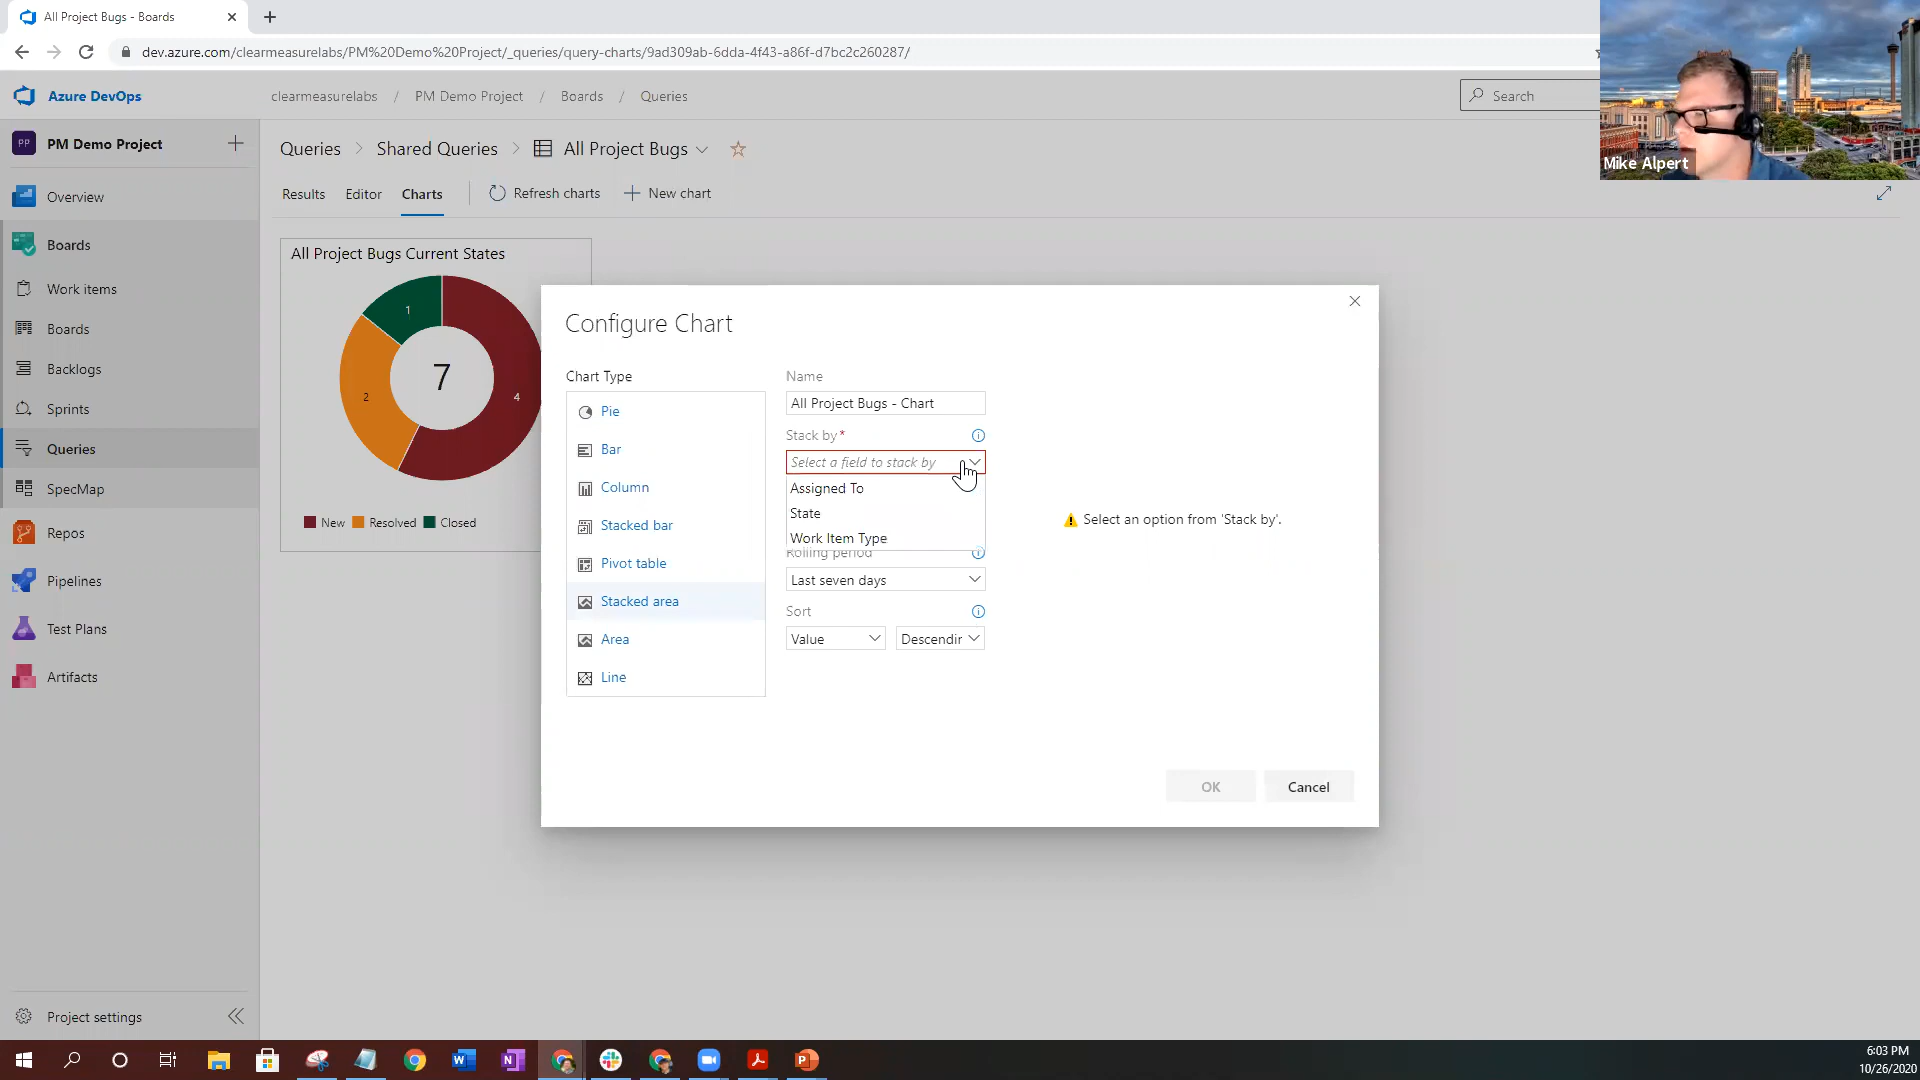 All Project Bugs - Boards
dev.azure.com/clearmeasurelabs/PM%20Demo%20Project/_queries/query-charts/9ad309ab-6dda-4f43-a86f-d7bc2c260287/
Azure DevOps
clearmeasurelabs / PM Demo Project / Boards / Queries
Search
Mike Alpert
PP PM Demo Project
Queries > Shared Queries > All Project Bugs
Results Editor Charts Refresh charts New chart
Overview
Boards
Work items
Boards
Backlogs
Sprints
Queries
SpecMap
Repos
Pipelines
Test Plans
Artifacts
Project settings
All Project Bugs Current States
1
2
7
4
New Resolved Closed
Configure Chart
Chart Type
Pie
Bar
Column
Stacked bar
Pivot table
Stacked area
Area
Line
Name
All Project Bugs - Chart
Stack by*
Select a field to stack by
Assigned To
State
Work Item Type
Rolling period
Last seven days
Sort
Value Descendir
Select an option from 'Stack by'.
OK Cancel
6:03 PM
10/26/2020